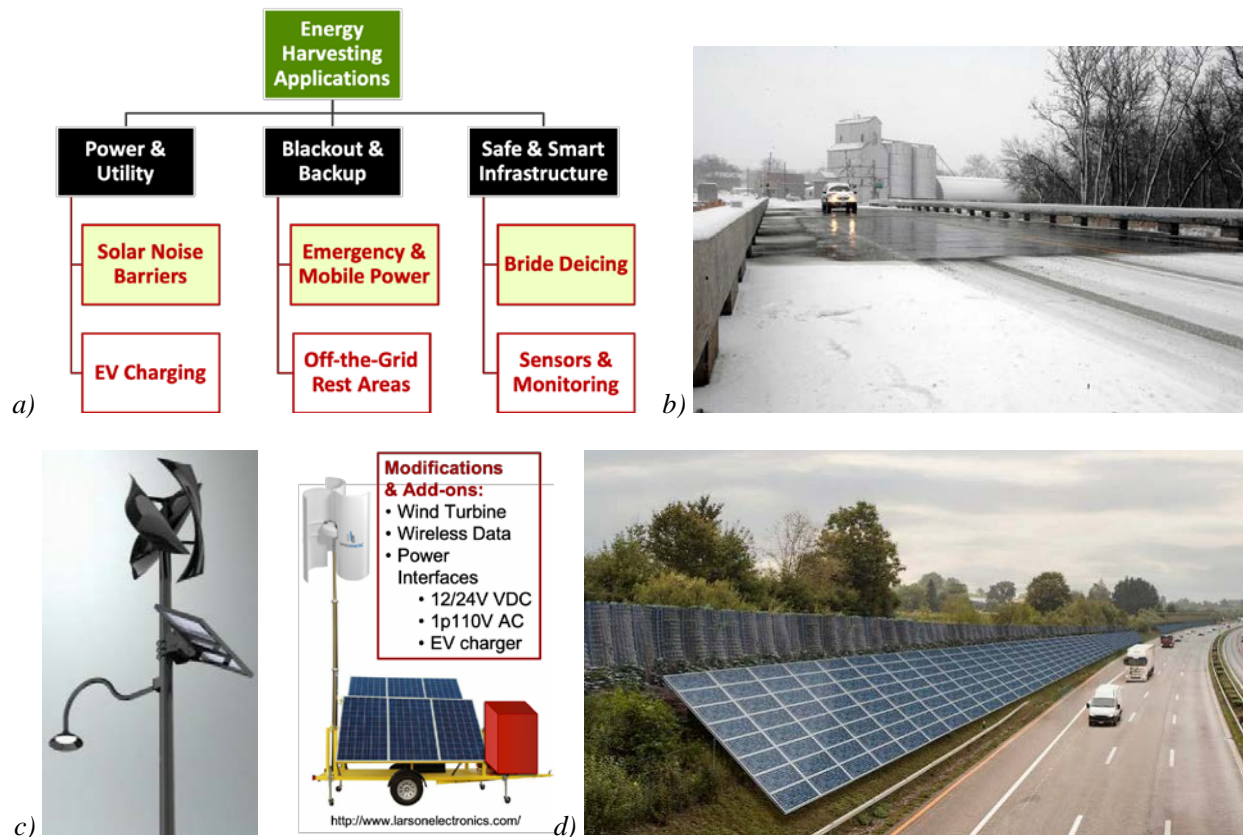 Energy
Harvesting
Applications
Power &
Utility
Blackout &
Backup
Safe & Smart
Infrastructure
Solar Noise
Barriers
Emergency &
Mobile Power
Bride Deicing
EV Charging
Off-the-Grid
Rest Areas
Sensors &
Monitoring
a)
b)
Modifications
& Add-ons:
• Wind Turbine
• Wireless Data
• Power
Interfaces
• 12/24V VDC
• 1p110V AC
• EV charger
http://www.larsonelectronics.com/
c)
d)